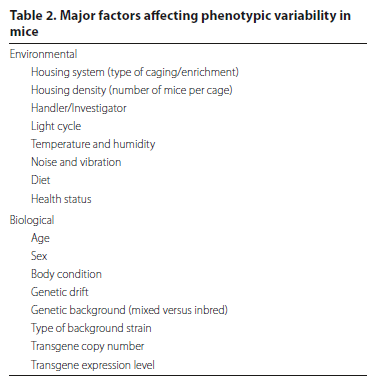 Table 2. Major factors affecting phenotypic variability in
mice
Environmental
Housing system (type of caging/enrichment)
Housing density (number of mice per cage)
Handler/Investigator
Light cycle
Temperature and humidity
Noise and vibration
Diet
Health status
Biological
Age
Sex
Body condition
Genetic drift
Genetic background (mixed versus inbred)
Type of background strain
Transgene copy number
Transgene expression level